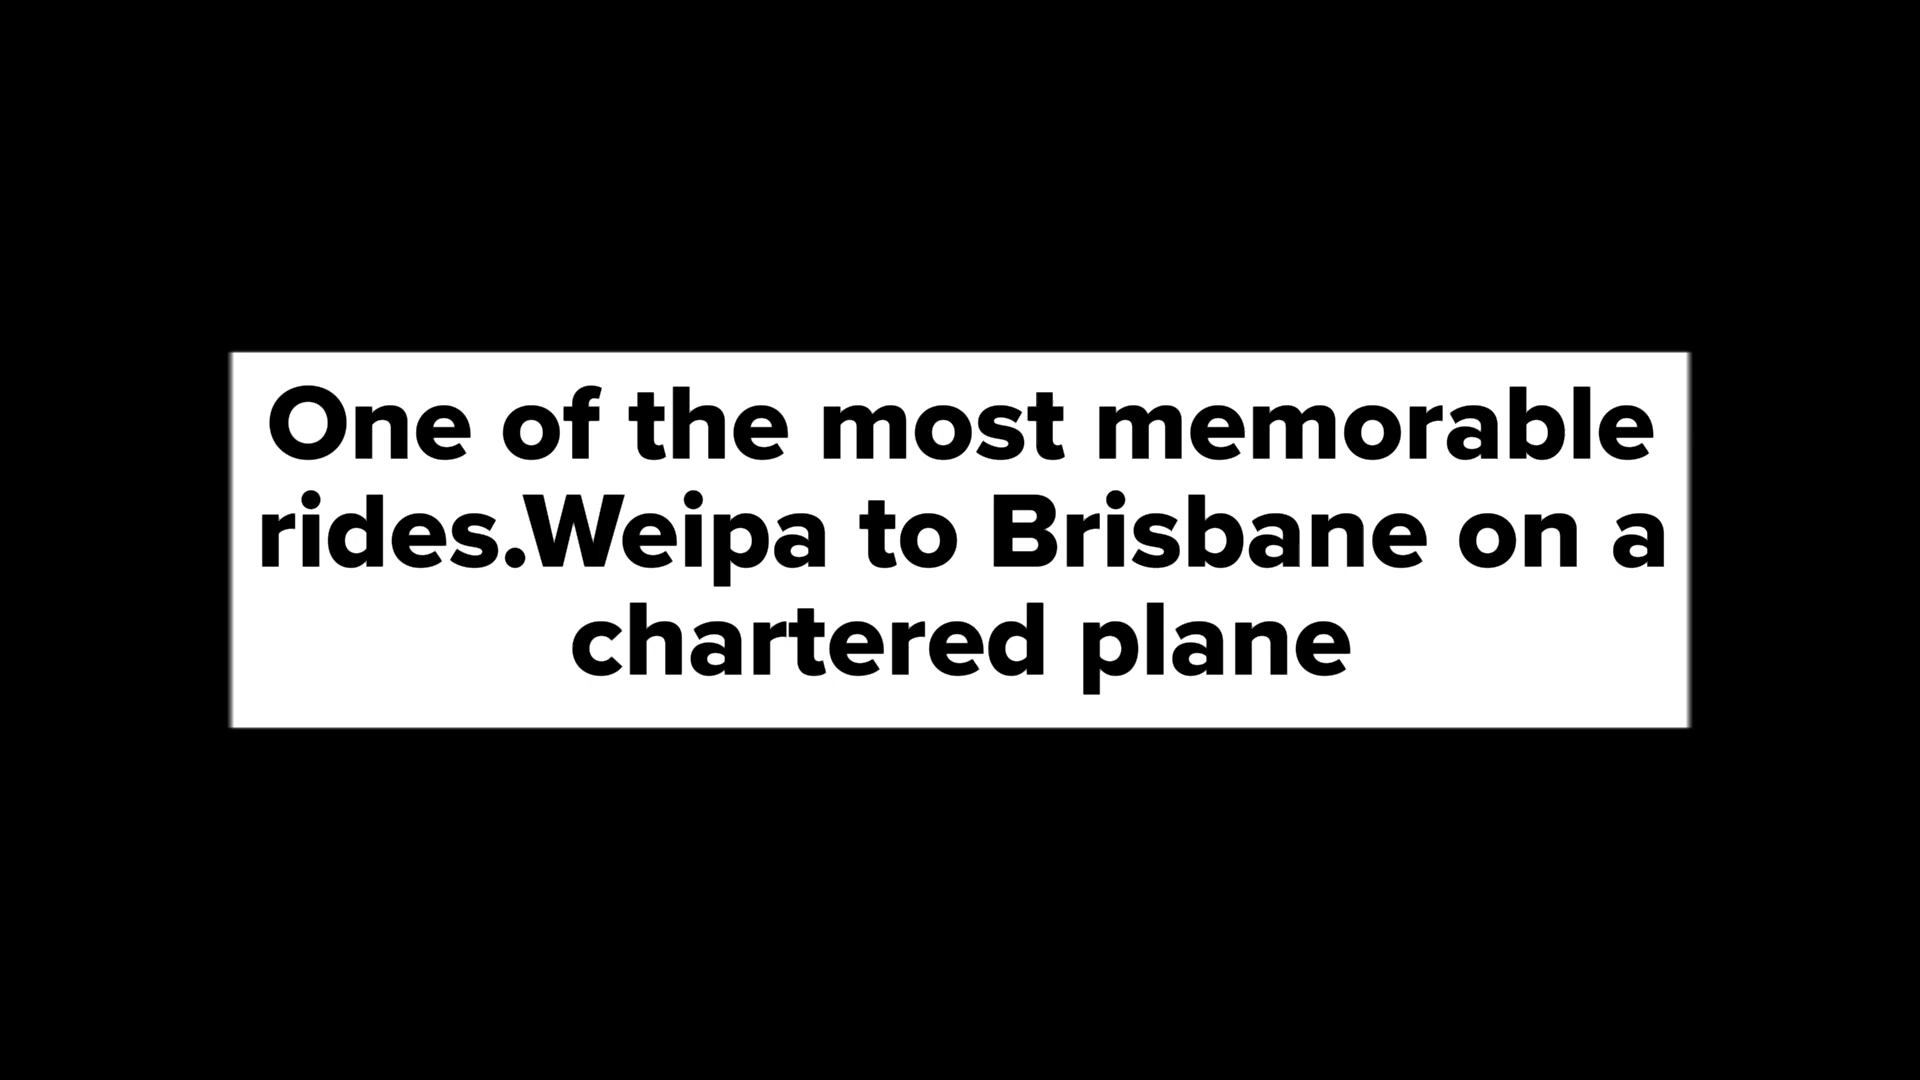 One of the most memorable
rides.Weipa to Brisbane on a
chartered plane